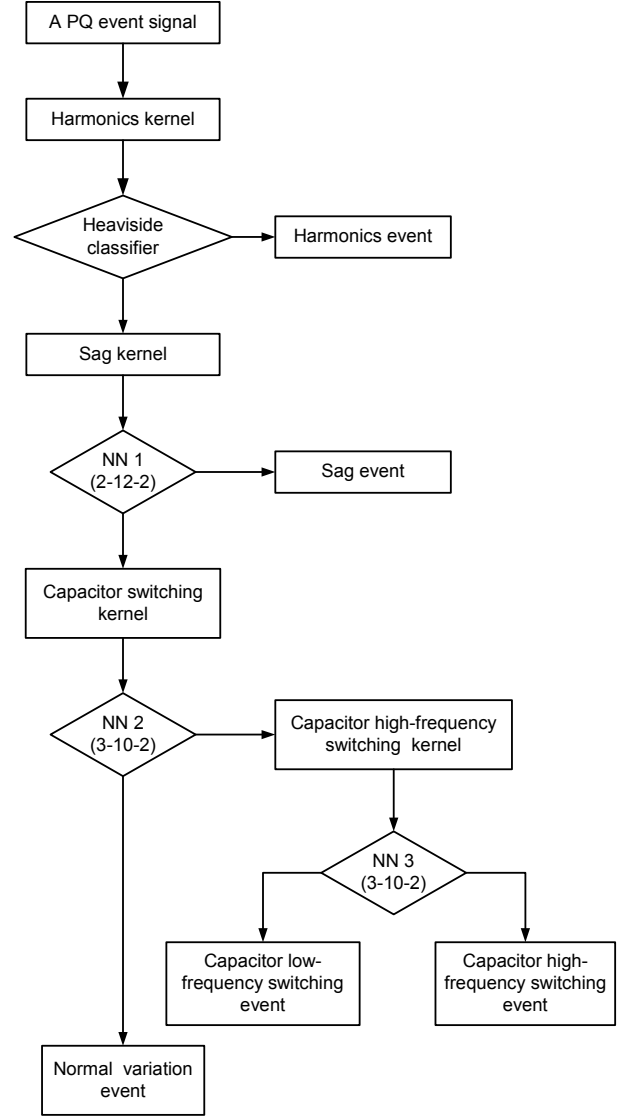 A PQ event signal
Harmonics kernel
Heaviside
classifier
Harmonics event
Sag kernel
NN 1
(2-12-2)
Sag event
Capacitor switching
kernel
NN 2
(3-10-2)
Capacitor high-frequency
switching kernel
NN 3
(3-10-2)
Capacitor low-
frequency switching
event
Capacitor high-
frequency switching
event
Normal variation
event